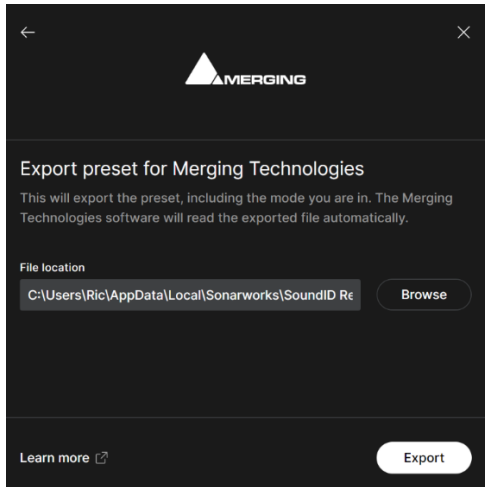 MERGING
Export preset for Merging Technologies
This will export the preset, including the mode you are in. The Merging
Technologies software will read the exported file automatically.
File location
C:\Users\Ric\AppData\Local\Sonarworks\SoundID Re
Browse
Learn more
Export